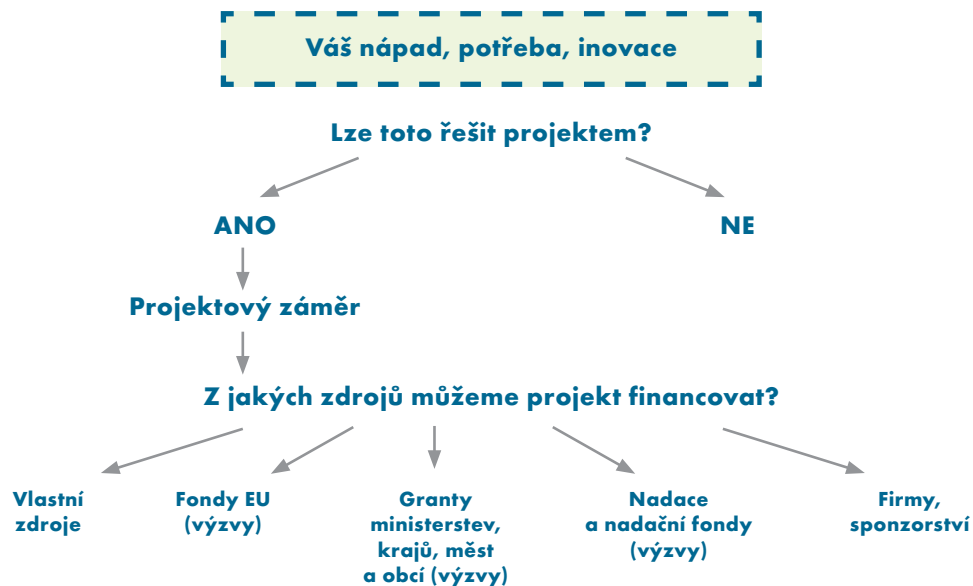 Váš nápad, potřeba, inovace
Lze toto řešit projektem?
ANO
NE
Projektový záměr
Z jakých zdrojů můžeme projekt financovat?
Vlastní
zdroje
Fondy EU
(výzvy)
Granty
ministerstev,
krajů, měst
a obcí (výzvy)
Nadace
a nadační fondy
(výzvy)
Firmy,
sponzorství